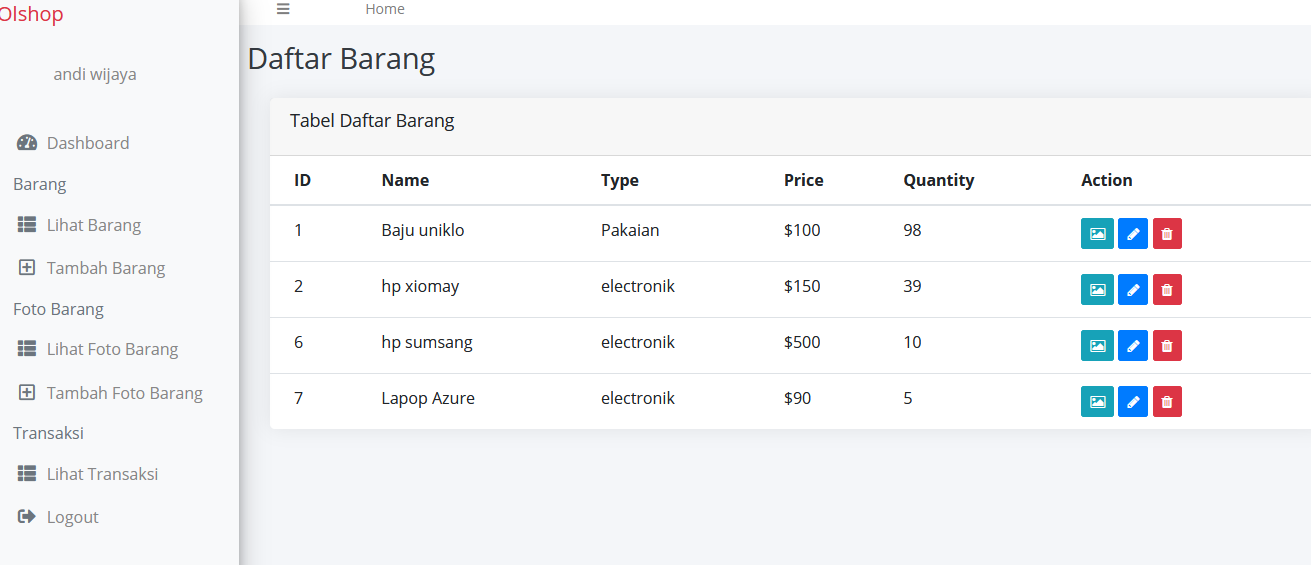 Olshop
Home
andi wijaya
Dashboard
Barang
Lihat Barang
Tambah Barang
Foto Barang
Lihat Foto Barang
Tambah Foto Barang
Transaksi
Lihat Transaksi
Logout
Daftar Barang
Tabel Daftar Barang
ID Name Type Price Quantity Action
1 Baju uniklo Pakaian $100 98
2 hp xiomay electronik $150 39
6 hp sumsang electronik $500 10
7 Lapop Azure electronik $90 5